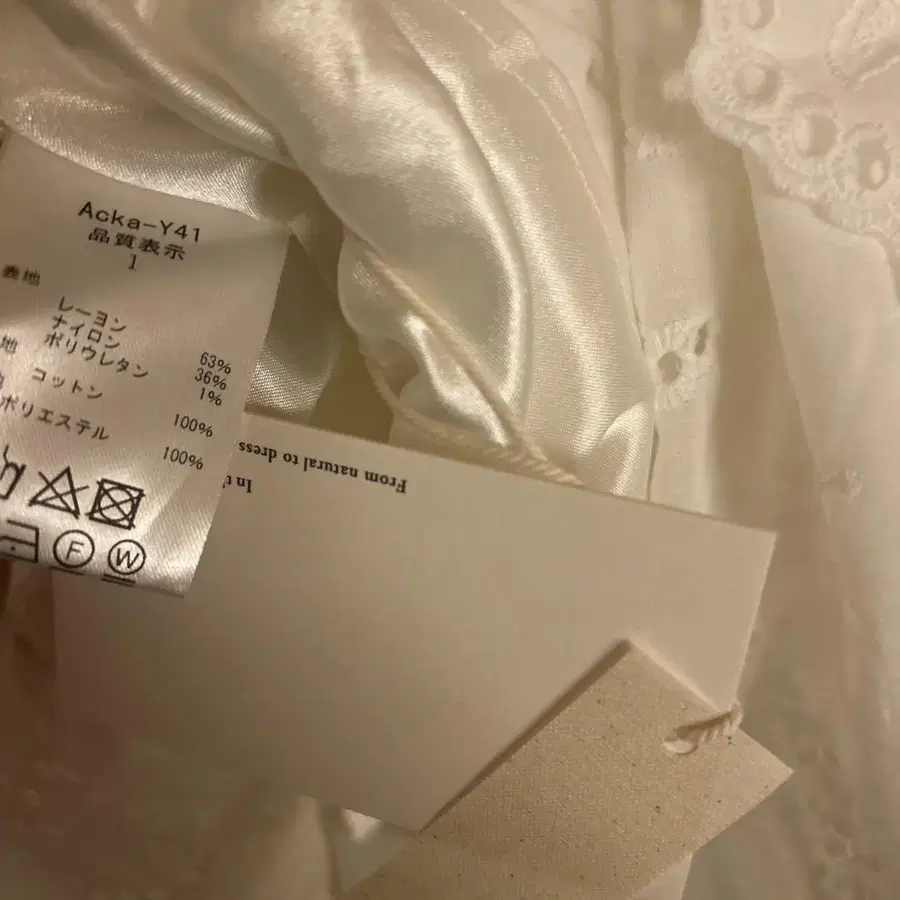 Acka-Y41
品質表示
1
表地
レーヨン 63%
ナイロン 36%
ポリウレタン 1%
地 コットン 100%
ポリエステル 100%
F W
From natural to dress
In